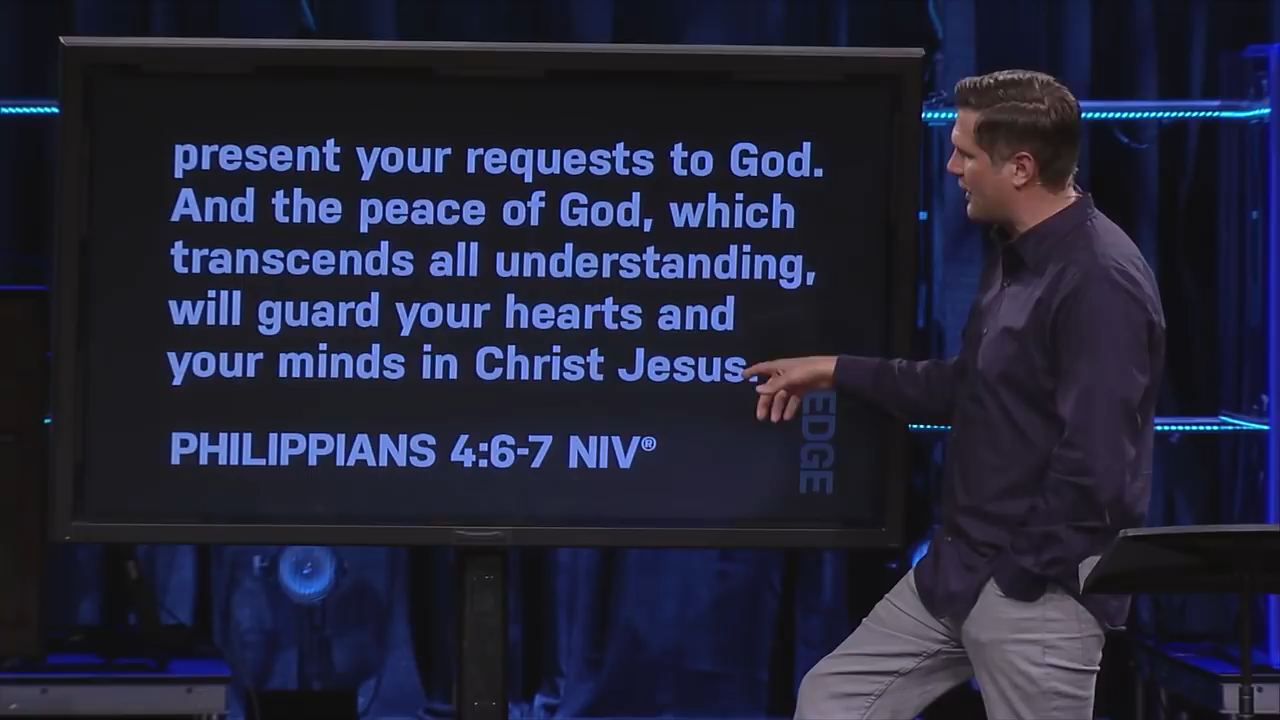 present your requests to God.
And the peace of God, which
transcends all understanding,
will guard your hearts and
your minds in Christ Jesus.
PHILIPPIANS 4:6-7 NIV®
EDGE